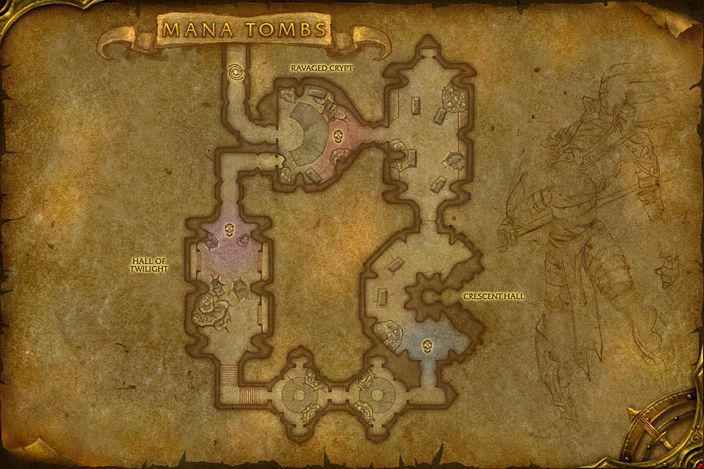 MANA TOMBS
RAVAGED CRYPT
HALL OF
TWILIGHT
CRESCENT HALL